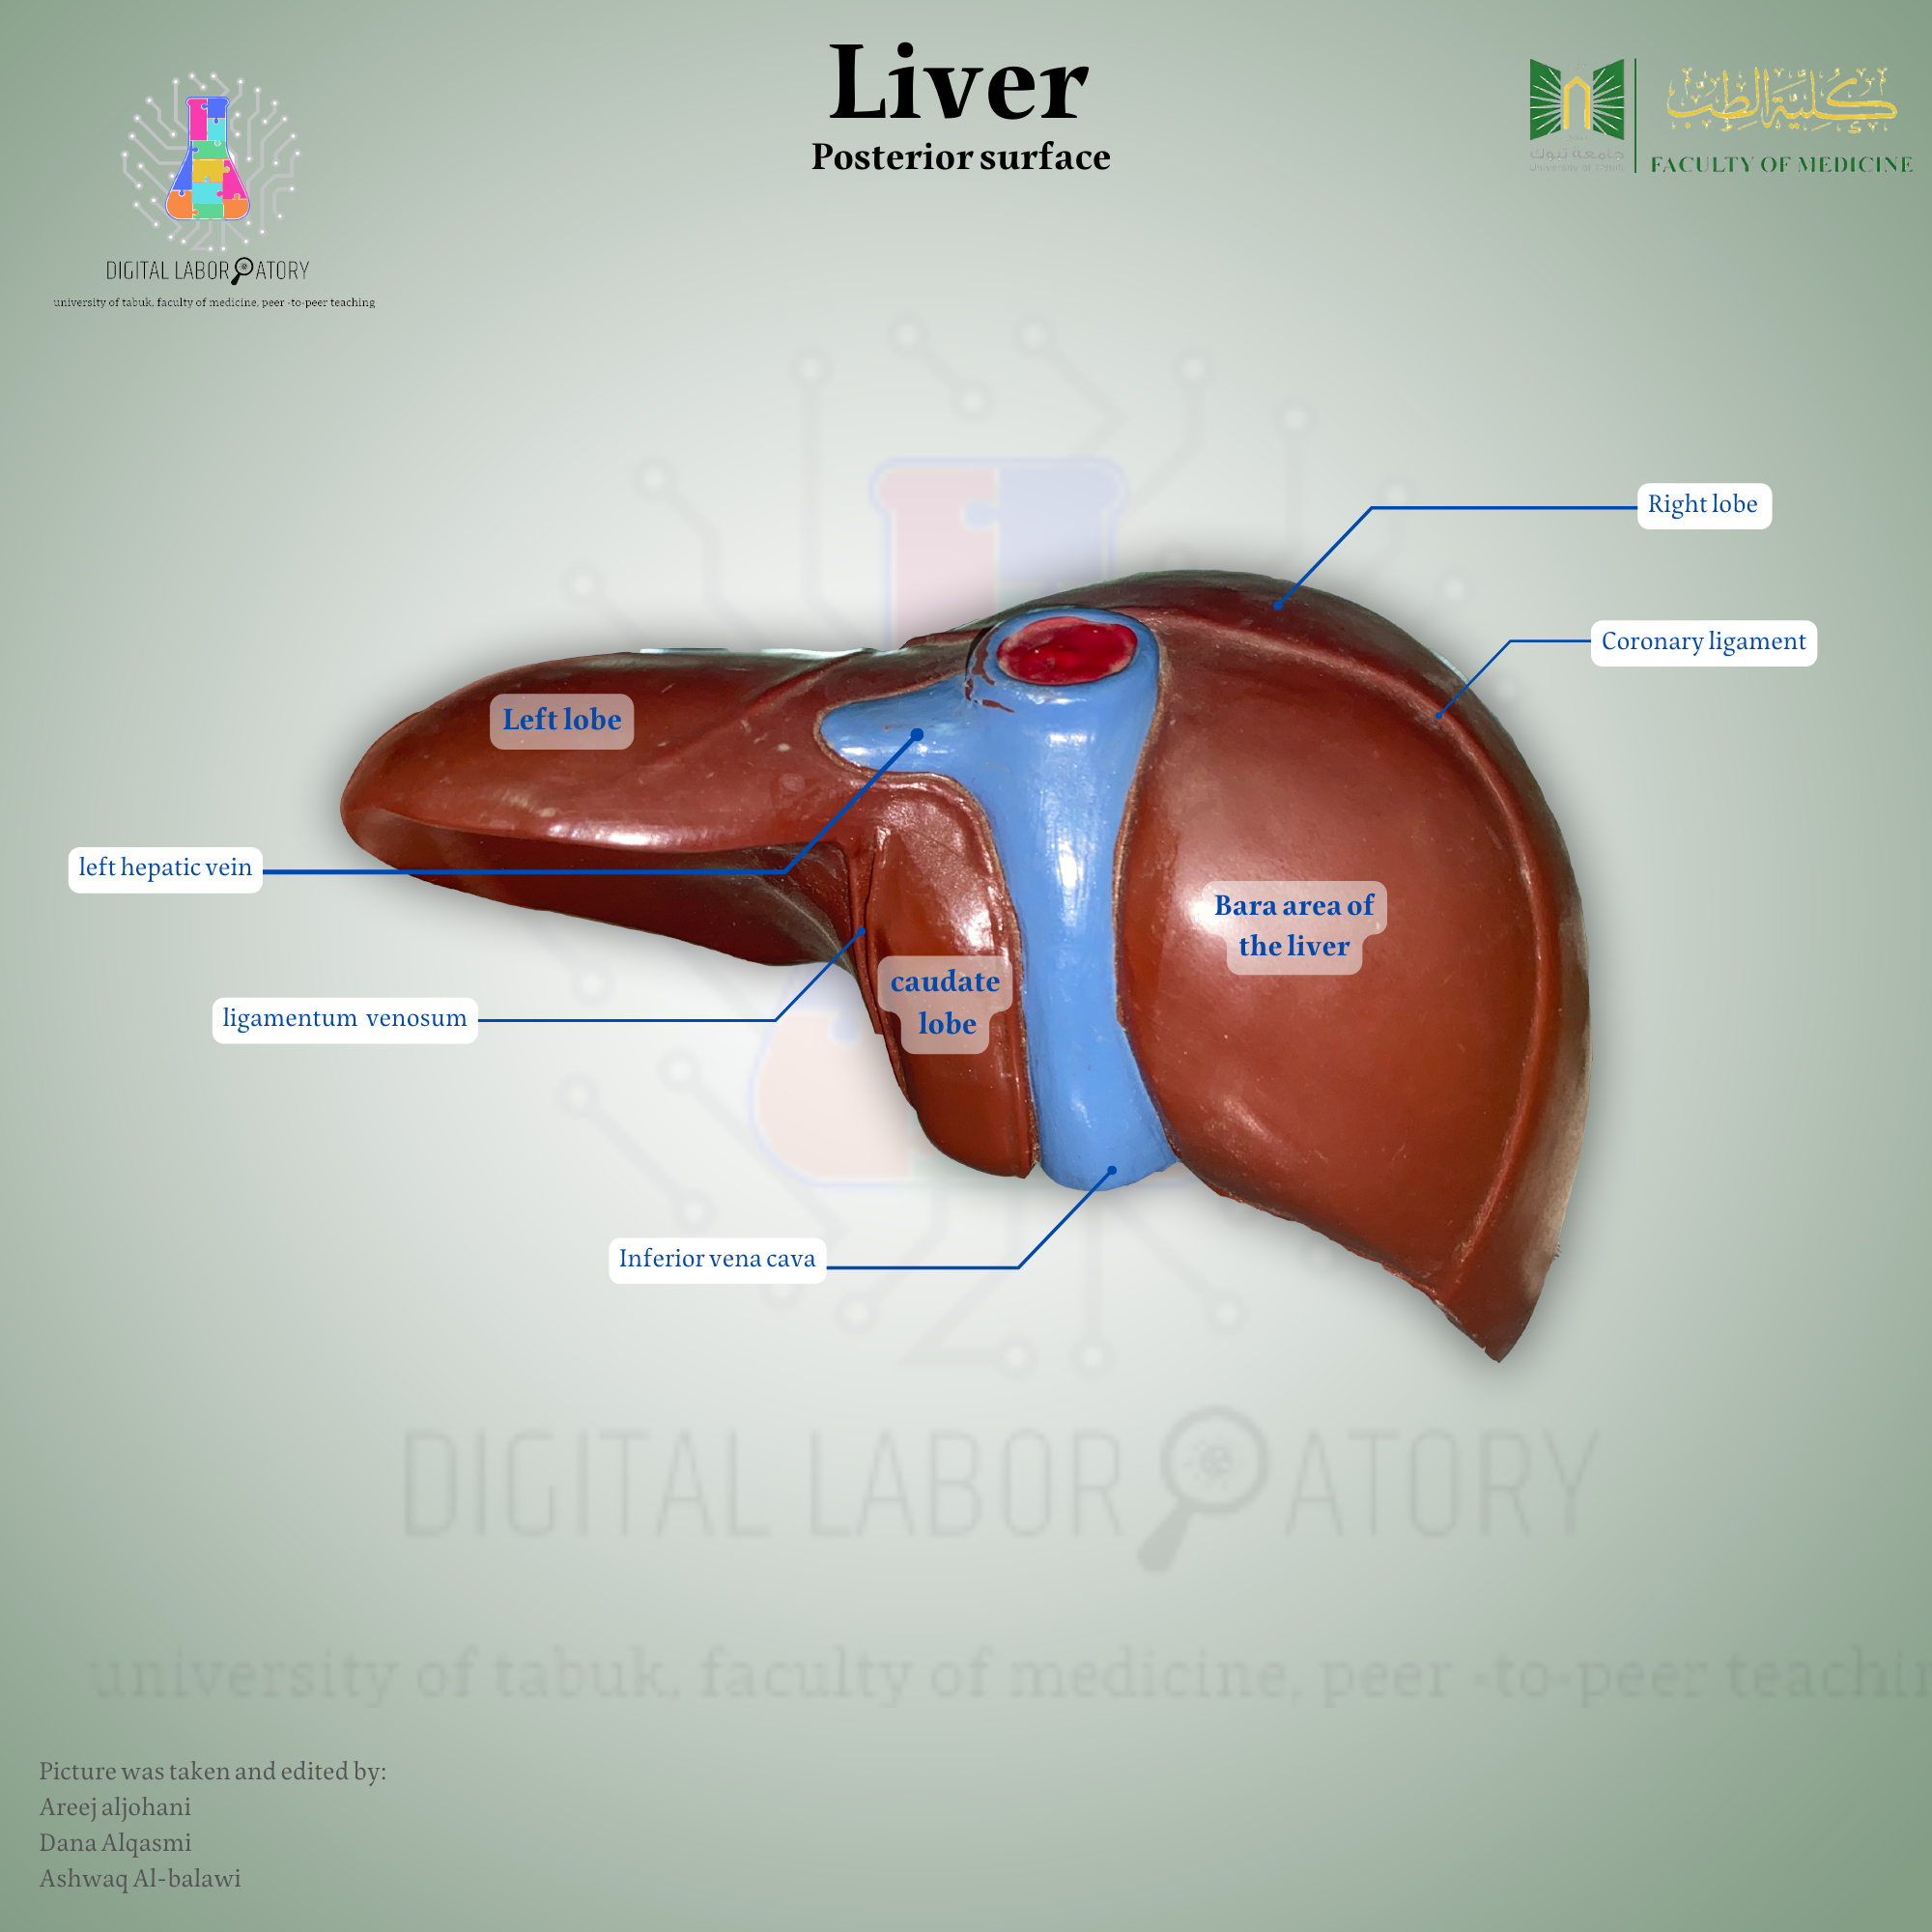 Liver
Posterior surface
كلية الطب
جامعة تبوك
University of Tabuk
FACULTY OF MEDICINE
DIGITAL LABORATORY
university of tabuk, faculty of medicine, peer -to-peer teaching
Right lobe
Coronary ligament
Left lobe
left hepatic vein
Bara area of
the liver
caudate
lobe
ligamentum venosum
Inferior vena cava
DIGITAL LABORATORY
university of tabuk, faculty of medicine, peer -to-peer teachin
Picture was taken and edited by:
Areej aljohani
Dana Alqasmi
Ashwaq Al-balawi